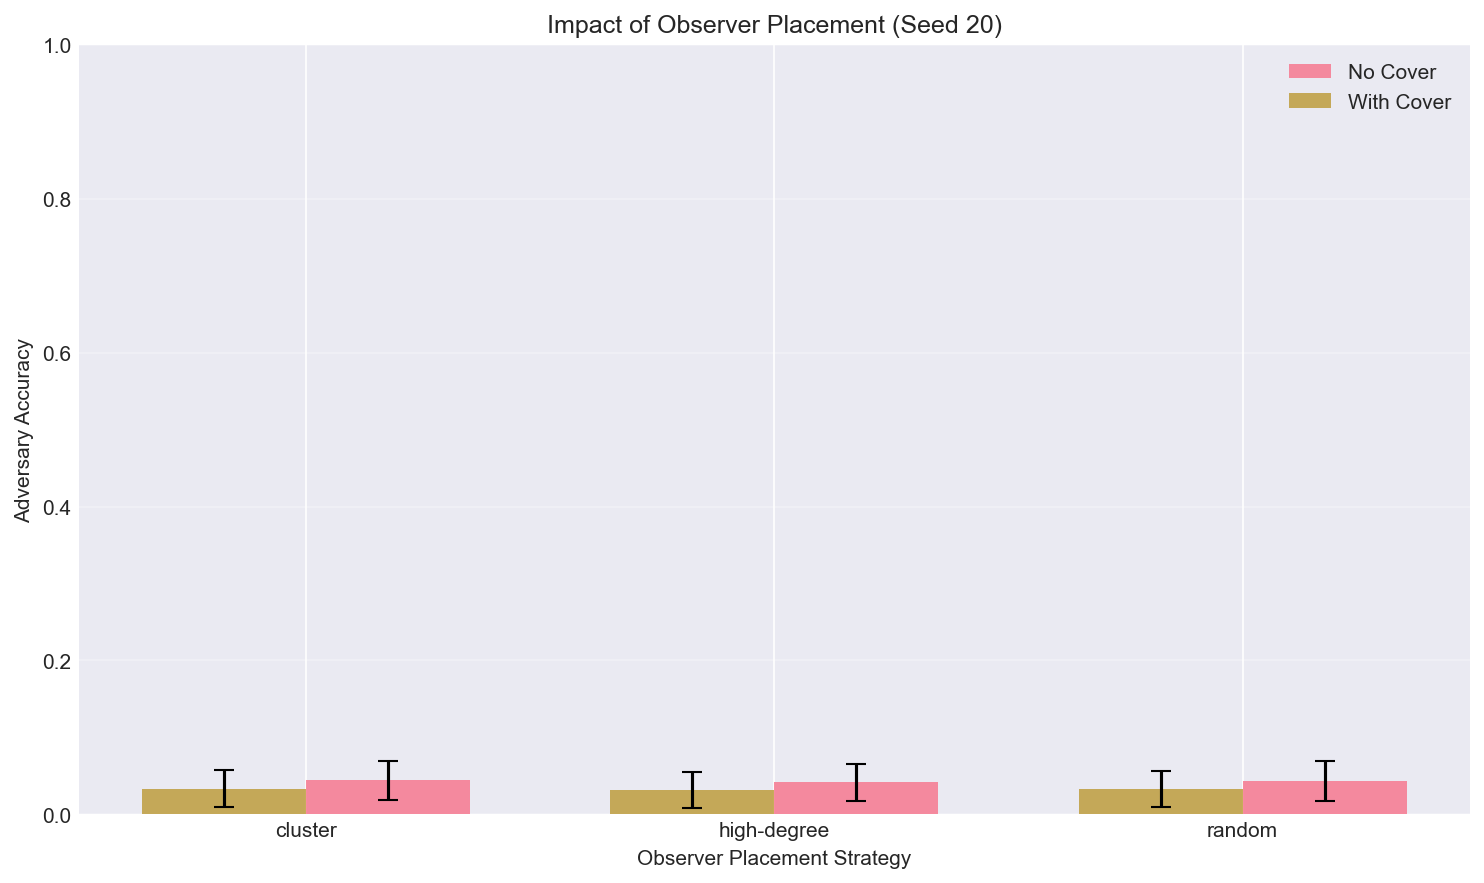 Impact of Observer Placement (Seed 20)
No Cover
With Cover
Adversary Accuracy
1.0
0.8
0.6
0.4
0.2
0.0
cluster
high-degree
random
Observer Placement Strategy